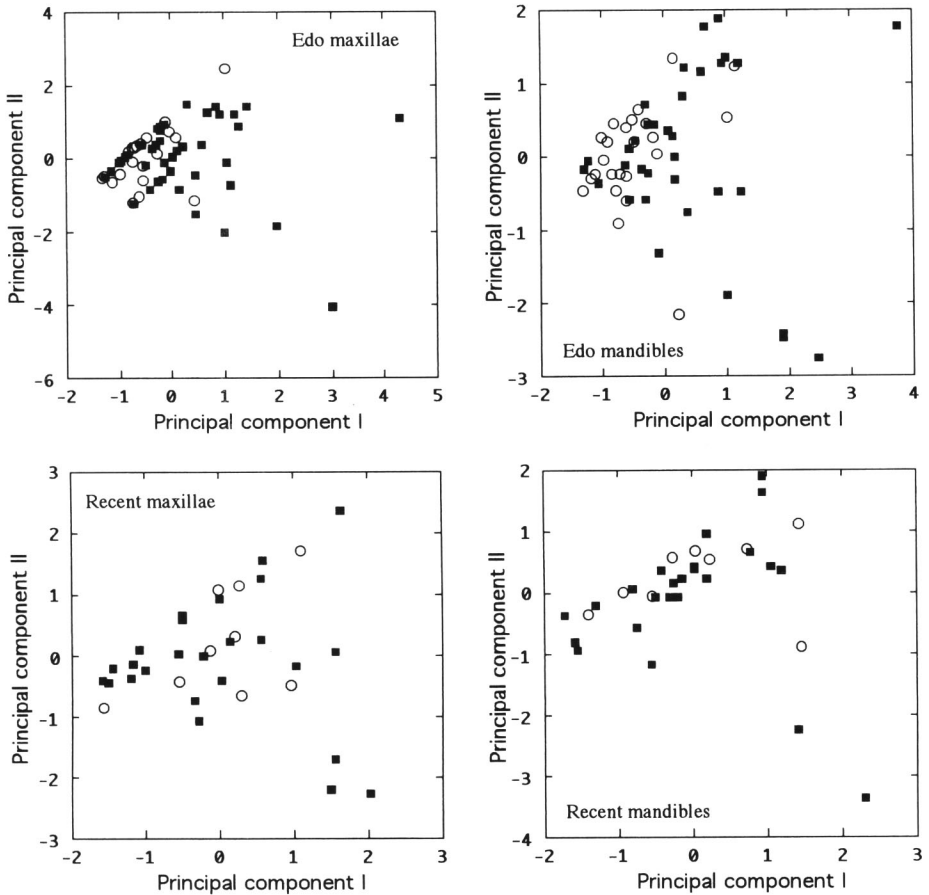 4
2
0
-2
-4
-6
Edo maxillae
-2 -1 0 1 2 3 4 5
Principal component I
Principal component II
2
1
0
-1
-2
-3
Edo mandibles
-2 -1 0 1 2 3 4
Principal component I
Principal component II
3
2
1
0
-1
-2
-3
Recent maxillae
-2 -1 0 1 2 3
Principal component I
Principal component II
2
1
0
-1
-2
-3
-4
Recent mandibles
-2 -1 0 1 2 3
Principal component I
Principal component II